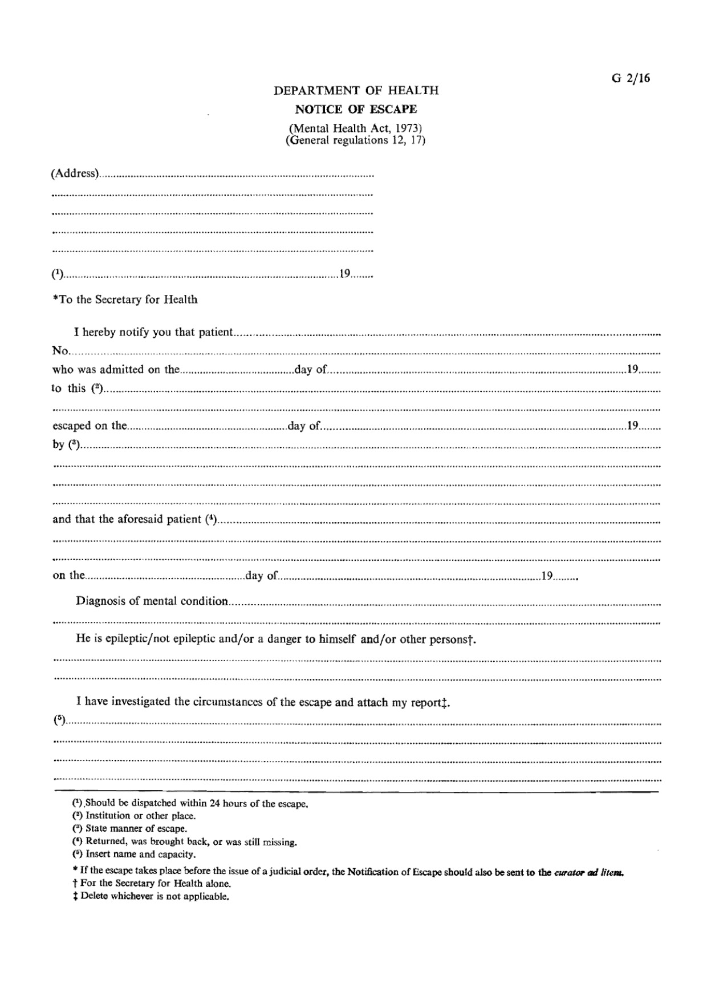 G 2/16
DEPARTMENT OF HEALTH
NOTICE OF ESCAPE
(Mental Health Act, 1973)
(General regulations 12, 17)
(Address)
(¹) 19
*To the Secretary for Health
I hereby notify you that patient
No.
who was admitted on the day of 19
to this (²)
escaped on the day of 19
by (³)
and that the aforesaid patient (⁴)
on the day of 19
Diagnosis of mental condition
He is epileptic/not epileptic and/or a danger to himself and/or other persons†.
I have investigated the circumstances of the escape and attach my report‡.
(⁵)
(¹) Should be dispatched within 24 hours of the escape.
(²) Institution or other place.
(³) State manner of escape.
(⁴) Returned, was brought back, or was still missing.
(⁵) Insert name and capacity.
* If the escape takes place before the issue of a judicial order, the Notification of Escape should also be sent to the curator ad litem.
† For the Secretary for Health alone.
‡ Delete whichever is not applicable.